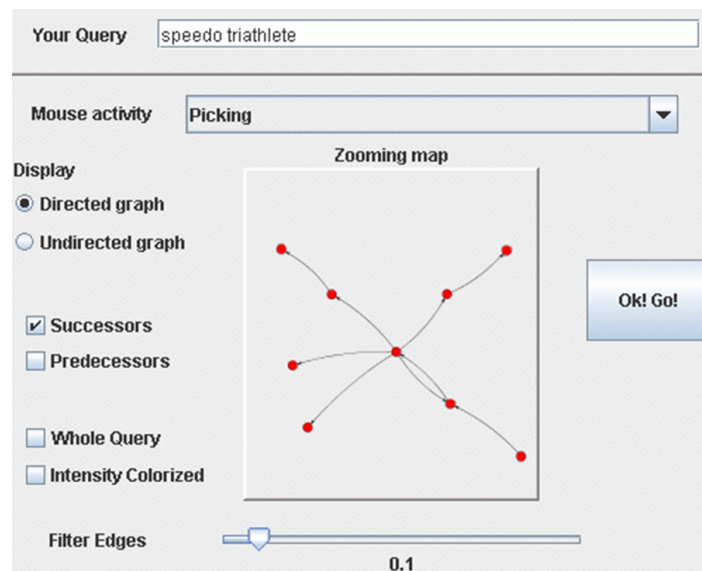 Your Query speedo triathlete
Mouse activity Picking
Zooming map
Display
Directed graph
Undirected graph
Ok! Go!
Successors
Predecessors
Whole Query
Intensity Colorized
Filter Edges
0.1